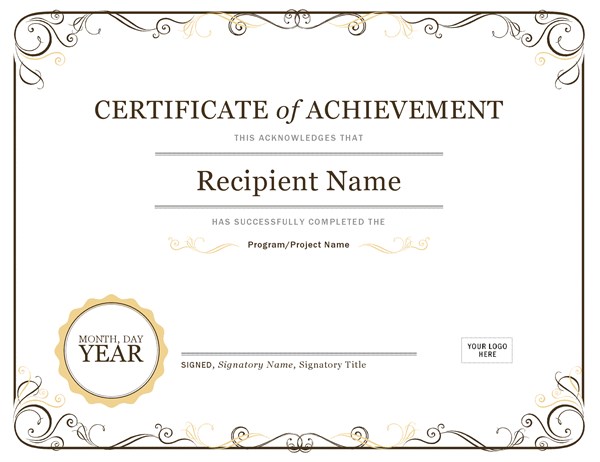 CERTIFICATE of ACHIEVEMENT
THIS ACKNOWLEDGES THAT
Recipient Name
HAS SUCCESSFULLY COMPLETED THE
Program/Project Name
MONTH, DAY
YEAR
SIGNED, Signatory Name, Signatory Title
YOUR LOGO
HERE